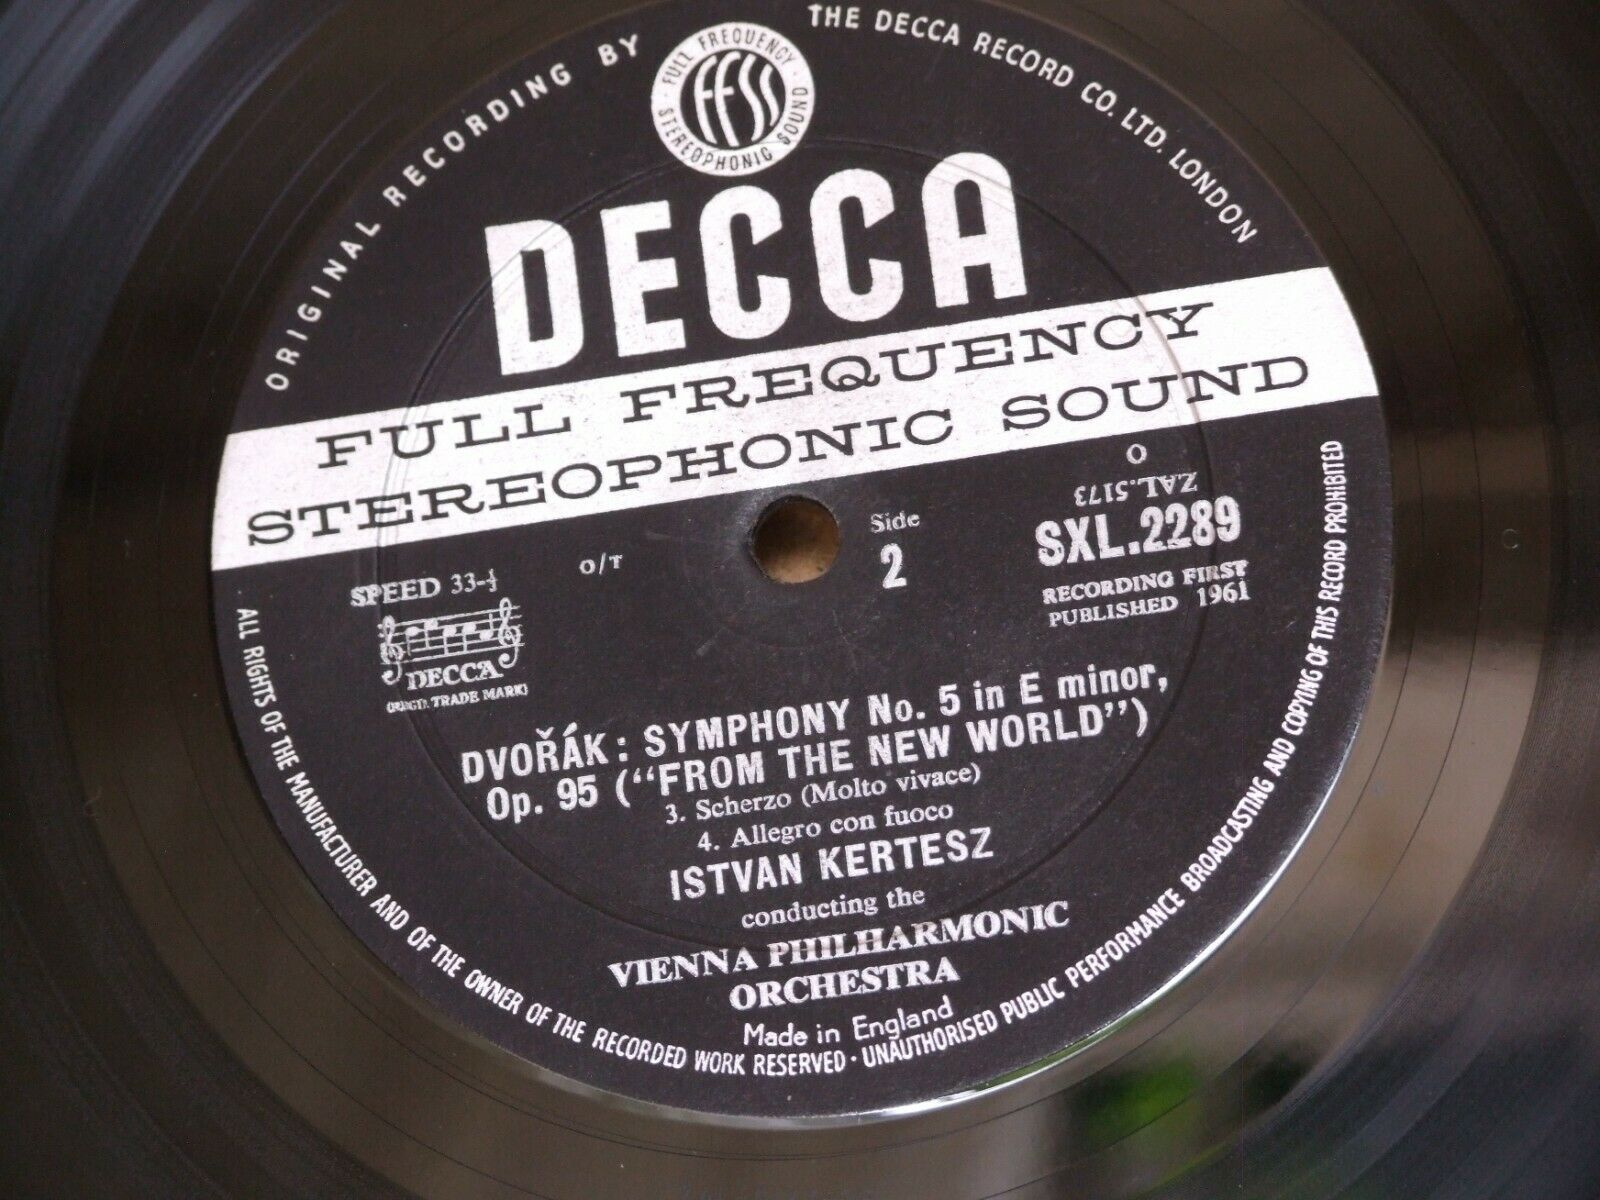 ORIGINAL RECORDING BY
THE DECCA RECORD CO. LTD. LONDON
FULL FREQUENCY
FFSS
STEREOPHONIC SOUND
DECCA
FULL FREQUENCY
STEREOPHONIC SOUND
O
ZAL.5173
SXL.2289
RECORDING FIRST
PUBLISHED 1961
Side
2
O/T
SPEED 33-⅓
DECCA
(REGD. TRADE MARK)
DVOŘÁK: SYMPHONY No. 5 in E minor,
Op. 95 ("FROM THE NEW WORLD")
3. Scherzo (Molto vivace)
4. Allegro con fuoco
ISTVAN KERTESZ
conducting the
VIENNA PHILHARMONIC
ORCHESTRA
Made in England
ALL RIGHTS OF THE MANUFACTURER AND OF THE OWNER OF THE RECORDED WORK RESERVED · UNAUTHORISED PUBLIC PERFORMANCE BROADCASTING AND COPYING OF THIS RECORD PROHIBITED